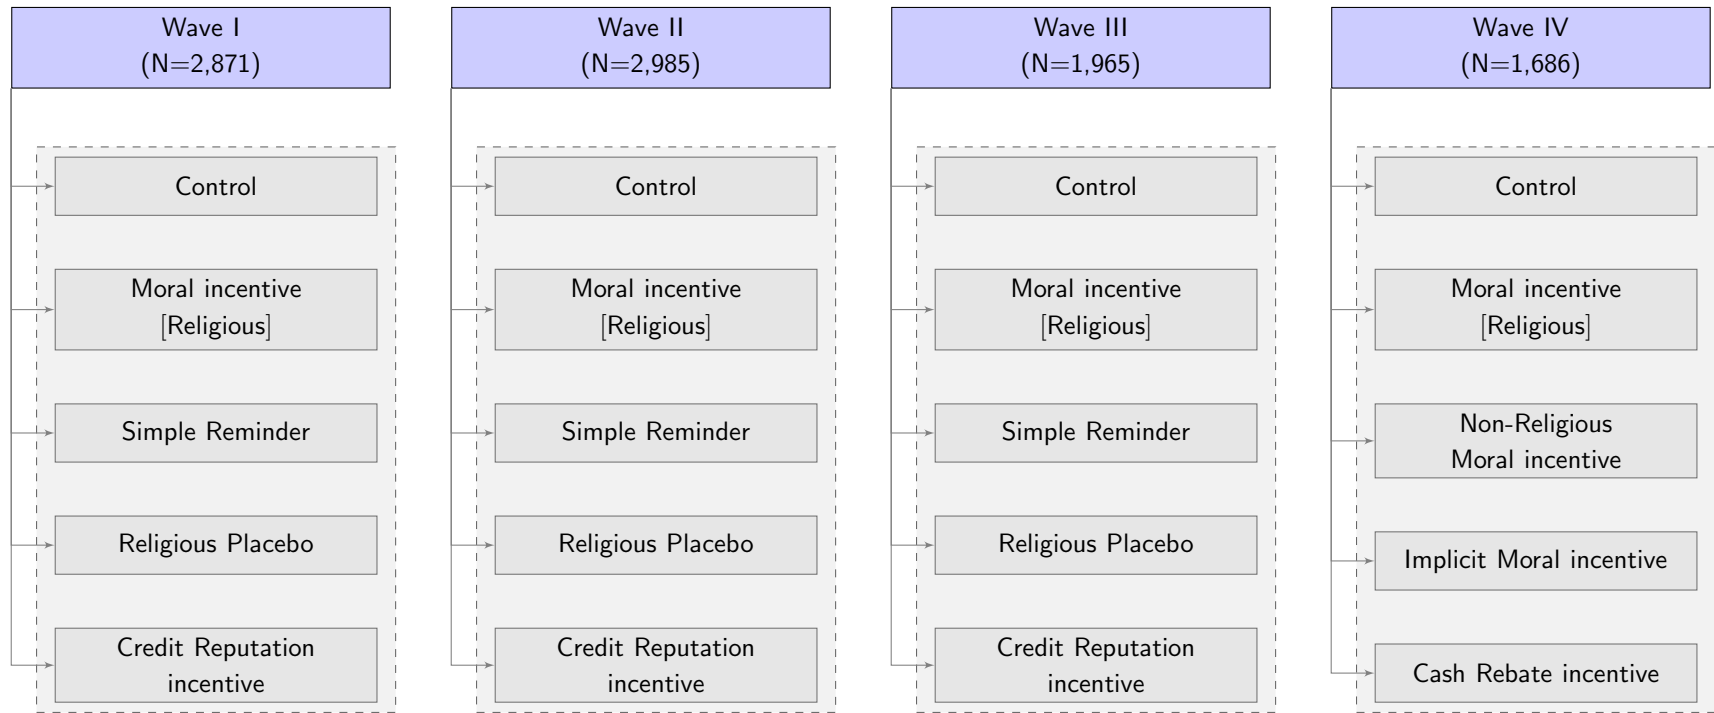 Wave I
(N=2,871)
Control
Moral incentive
[Religious]
Simple Reminder
Religious Placebo
Credit Reputation
incentive
Wave II
(N=2,985)
Control
Moral incentive
[Religious]
Simple Reminder
Religious Placebo
Credit Reputation
incentive
Wave III
(N=1,965)
Control
Moral incentive
[Religious]
Simple Reminder
Religious Placebo
Credit Reputation
incentive
Wave IV
(N=1,686)
Control
Moral incentive
[Religious]
Non-Religious
Moral incentive
Implicit Moral incentive
Cash Rebate incentive